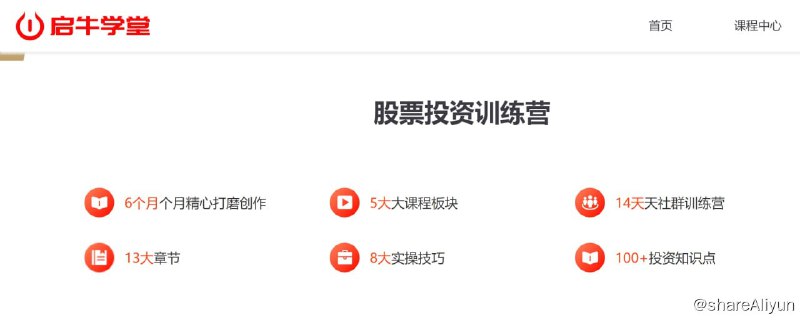 启牛学堂
首页
课程中心
股票投资训练营
6个月个月精心打磨创作
5大大课程板块
14天天社群训练营
13大章节
8大实操技巧
100+投资知识点
@shareAliyun